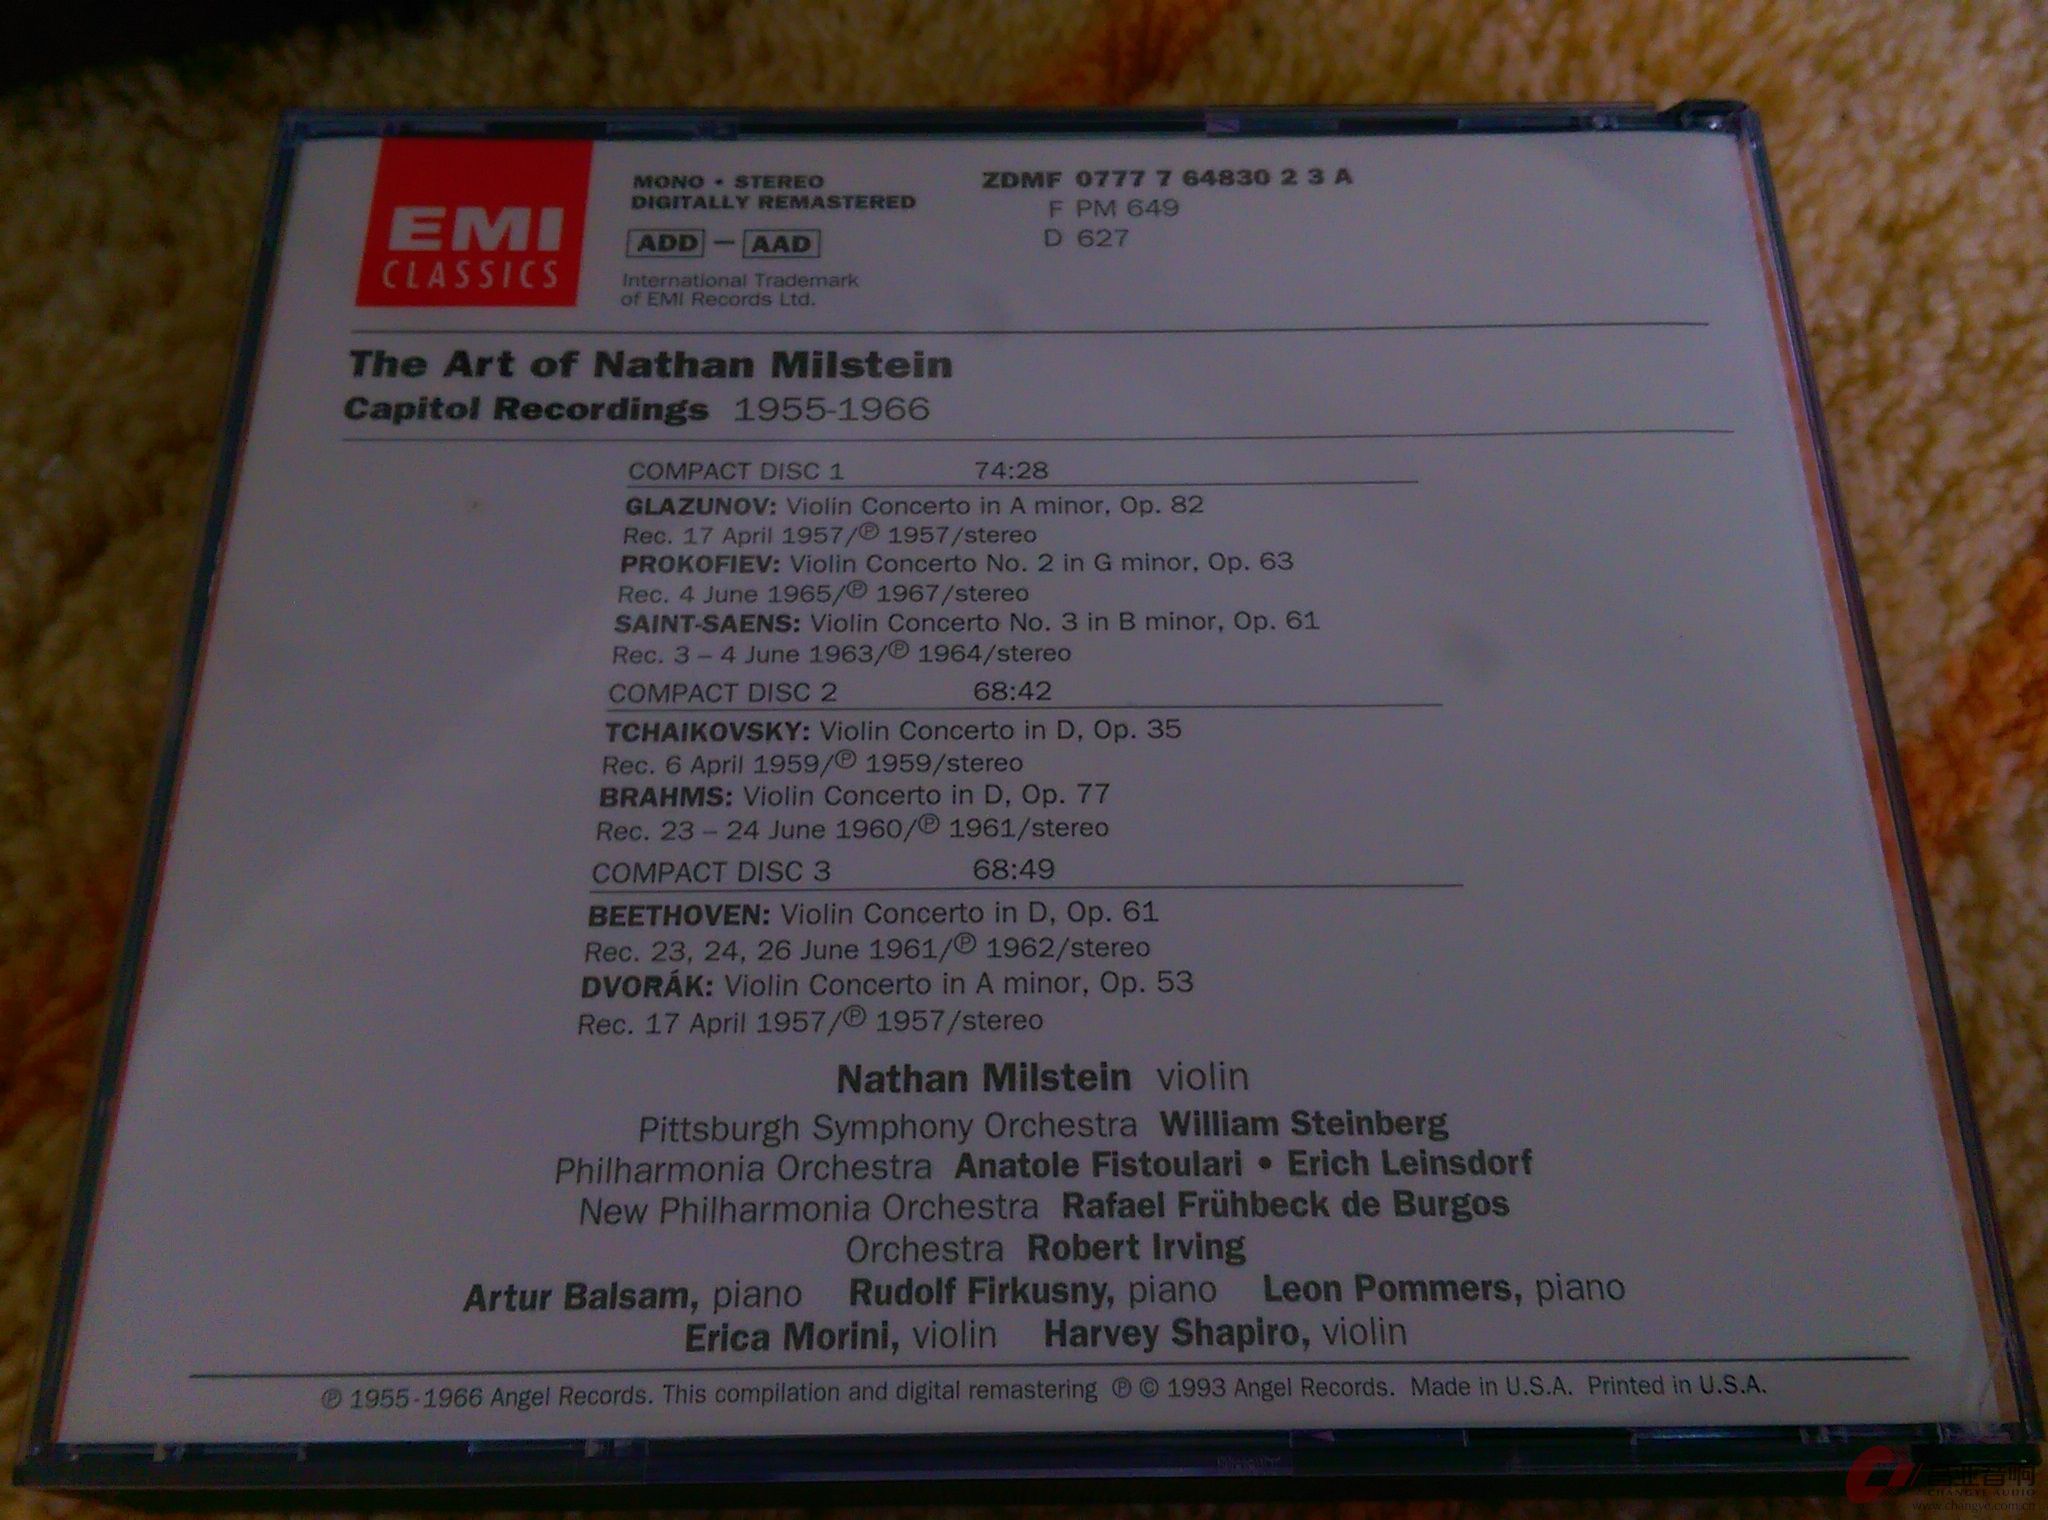 EMI
CLASSICS
MONO • STEREO
DIGITALLY REMASTERED
ADD – AAD
International Trademark
of EMI Records Ltd.
ZDMF 0777 7 64830 2 3 A
F PM 649
D 627
The Art of Nathan Milstein
Capitol Recordings 1955-1966
COMPACT DISC 1 74:28
GLAZUNOV: Violin Concerto in A minor, Op. 82
Rec. 17 April 1957/℗ 1957/stereo
PROKOFIEV: Violin Concerto No. 2 in G minor, Op. 63
Rec. 4 June 1965/℗ 1967/stereo
SAINT-SAENS: Violin Concerto No. 3 in B minor, Op. 61
Rec. 3 – 4 June 1963/℗ 1964/stereo
COMPACT DISC 2 68:42
TCHAIKOVSKY: Violin Concerto in D, Op. 35
Rec. 6 April 1959/℗ 1959/stereo
BRAHMS: Violin Concerto in D, Op. 77
Rec. 23 – 24 June 1960/℗ 1961/stereo
COMPACT DISC 3 68:49
BEETHOVEN: Violin Concerto in D, Op. 61
Rec. 23, 24, 26 June 1961/℗ 1962/stereo
DVORÁK: Violin Concerto in A minor, Op. 53
Rec. 17 April 1957/℗ 1957/stereo
Nathan Milstein violin
Pittsburgh Symphony Orchestra William Steinberg
Philharmonia Orchestra Anatole Fistoulari • Erich Leinsdorf
New Philharmonia Orchestra Rafael Frühbeck de Burgos
Orchestra Robert Irving
Artur Balsam, piano Rudolf Firkusny, piano Leon Pommers, piano
Erica Morini, violin Harvey Shapiro, violin
℗ 1955-1966 Angel Records. This compilation and digital remastering ℗ © 1993 Angel Records. Made in U.S.A. Printed in U.S.A.
CHANGYE AUDIO
www.changye.com.cn